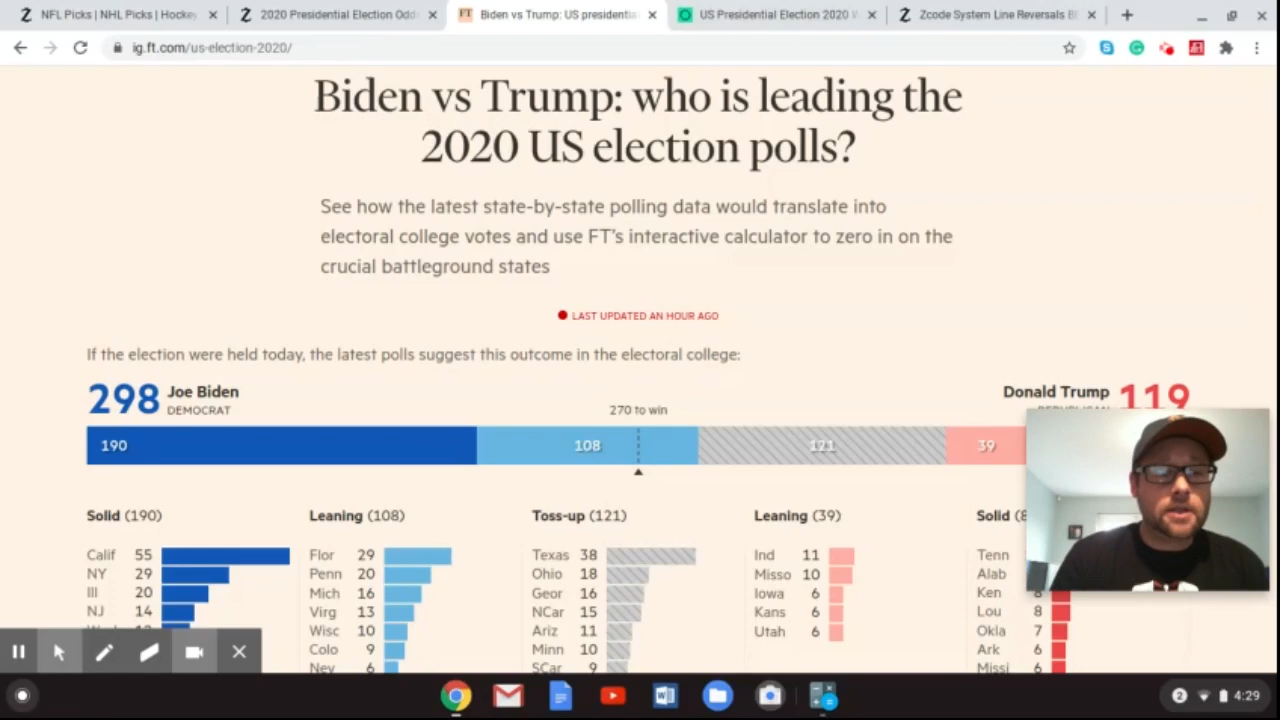 NFL Picks | NHL Picks | Hockey
2020 Presidential Election Odd
FT Biden vs Trump: US presidentia
US Presidential Election 2020
Zcode System Line Reversals
ig.ft.com/us-election-2020/
Biden vs Trump: who is leading the
2020 US election polls?
See how the latest state-by-state polling data would translate into
electoral college votes and use FT's interactive calculator to zero in on the
crucial battleground states
LAST UPDATED AN HOUR AGO
If the election were held today, the latest polls suggest this outcome in the electoral college:
298 Joe Biden
DEMOCRAT
270 to win
Donald Trump 119
REPUBLICAN
190 108 121 39
Solid (190)
Calif 55
NY 29
Ill 20
NJ 14
Leaning (108)
Flor 29
Penn 20
Mich 16
Virg 13
Wisc 10
Colo 9
Nev 6
Toss-up (121)
Texas 38
Ohio 18
Geor 16
NCar 15
Ariz 11
Minn 10
SCar 9
Leaning (39)
Ind 11
Misso 10
Iowa 6
Kans 6
Utah 6
Solid (8
Tenn
Alab
Ken 8
Lou 8
Okla 7
Ark 6
Missi 6
2 4:29